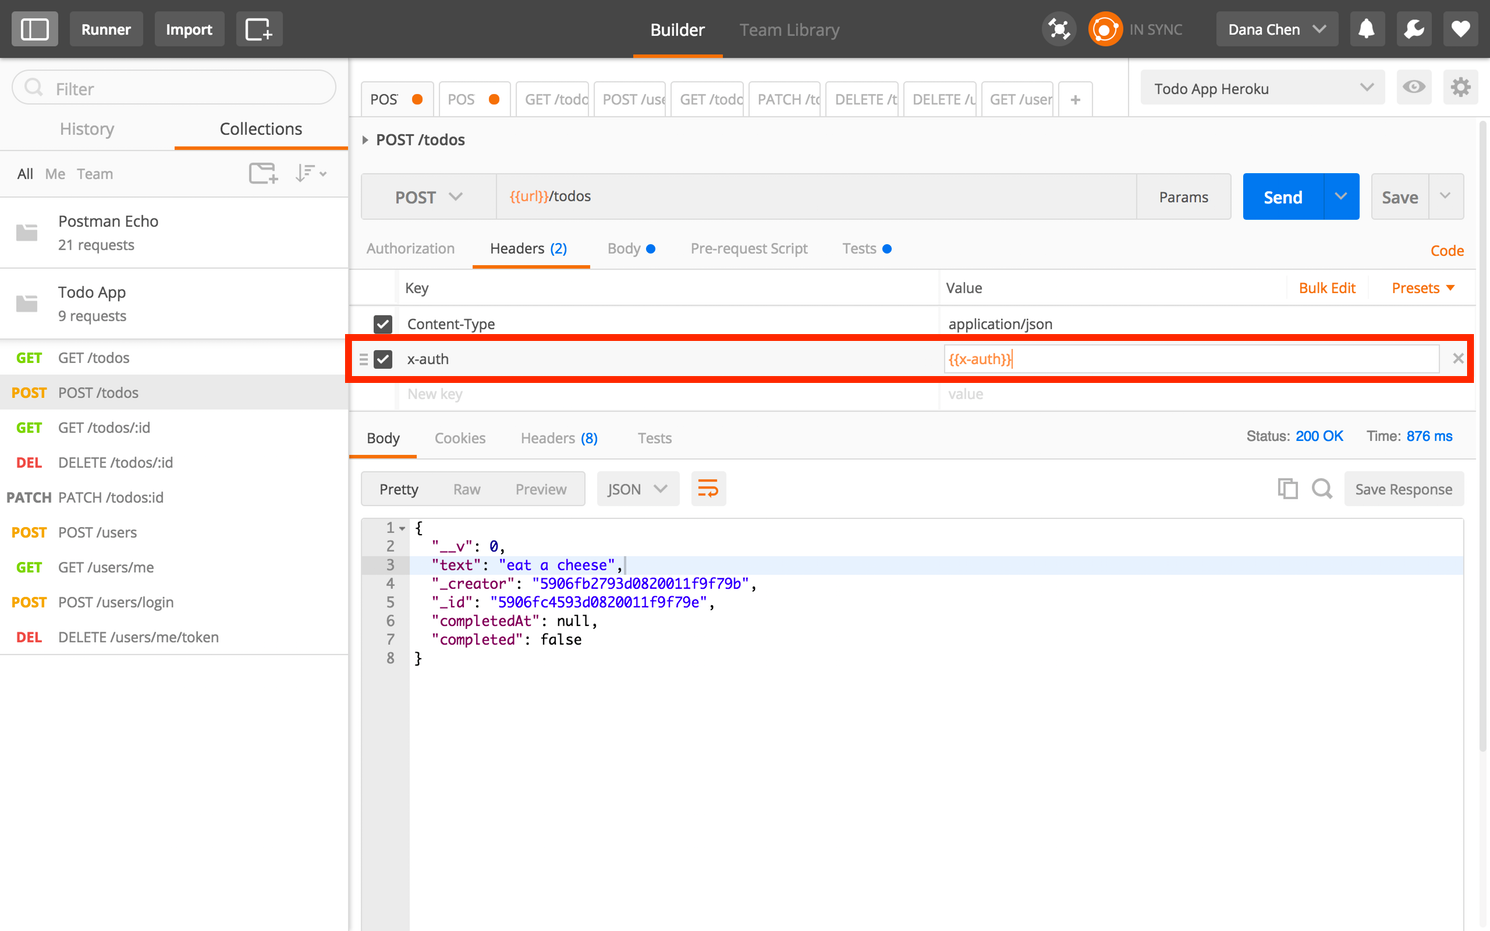 Runner
Import
Builder
Team Library
IN SYNC
Dana Chen
Filter
History
Collections
All Me Team
Postman Echo
21 requests
Todo App
9 requests
GET GET /todos
POST POST /todos
GET GET /todos/:id
DEL DELETE /todos/:id
PATCH PATCH /todos:id
POST POST /users
GET GET /users/me
POST POST /users/login
DEL DELETE /users/me/token
POS
POS
GET /todo
POST /use
GET /todo
PATCH /to
DELETE /t
DELETE /u
GET /user
+
Todo App Heroku
POST /todos
POST
{{url}}/todos
Params
Send
Save
Authorization
Headers (2)
Body
Pre-request Script
Tests
Code
Key
Value
Bulk Edit
Presets
Content-Type
application/json
x-auth
{{x-auth}}
New key
value
Body
Cookies
Headers (8)
Tests
Status: 200 OK
Time: 876 ms
Pretty
Raw
Preview
JSON
Save Response
1 {
2 "__v": 0,
3 "text": "eat a cheese",
4 "_creator": "5906fb2793d0820011f9f79b",
5 "_id": "5906fc4593d0820011f9f79e",
6 "completedAt": null,
7 "completed": false
8 }